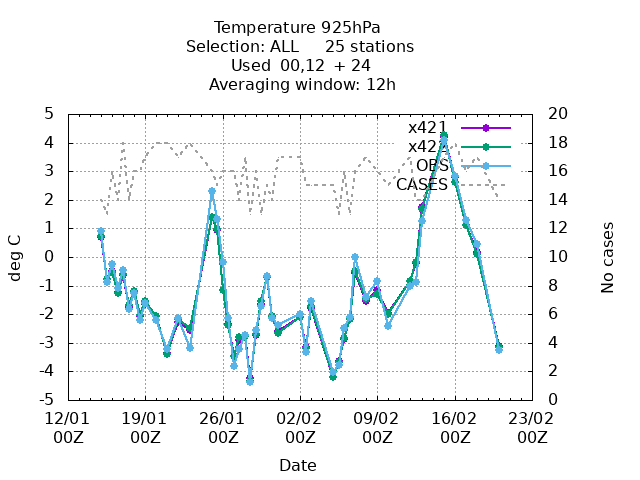 Temperature 925hPa
Selection: ALL 25 stations
Used 00,12 + 24
Averaging window: 12h
5 20
x421
x421
4 18
OBS
3 16
CASES
2 14
1 12
deg C
0 10
No cases
-1 8
-2 6
-3 4
-4 2
-5 0
12/01 19/01 26/01 02/02 09/02 16/02 23/02
00Z 00Z 00Z 00Z 00Z 00Z 00Z
Date